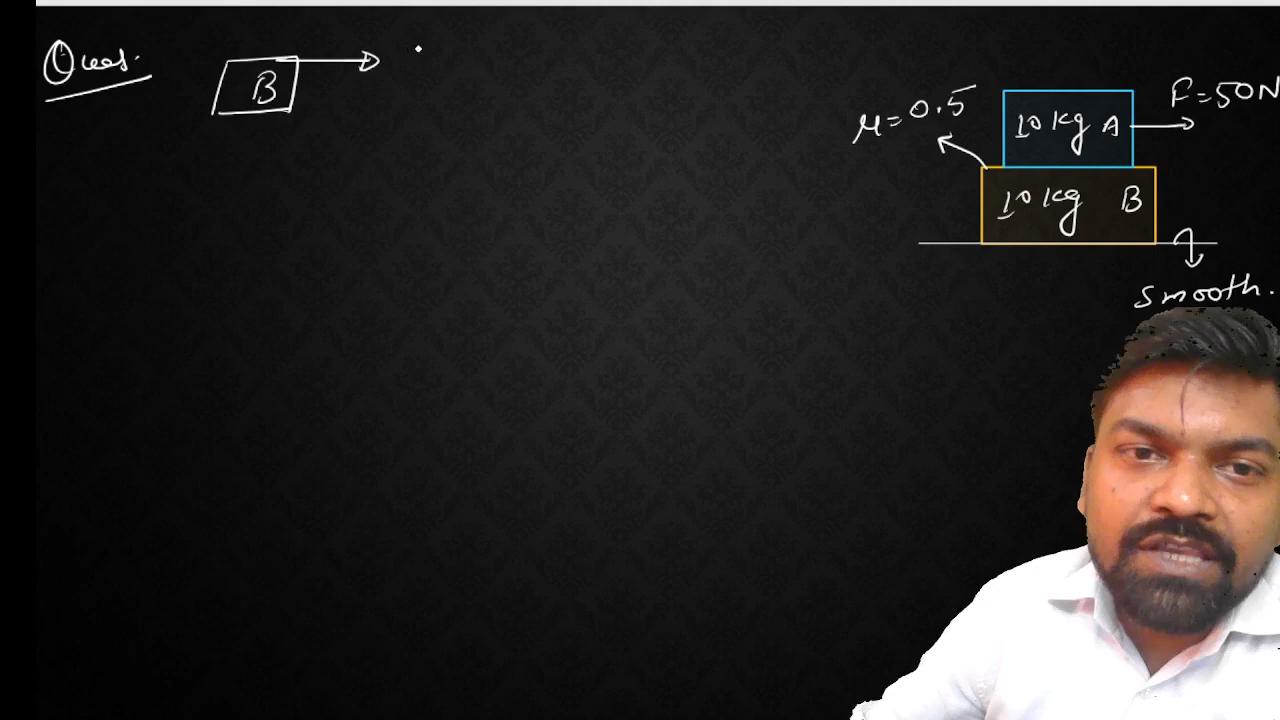 Ques.
B
μ = 0.5
10 kg A
F = 50N
10 kg B
smooth.